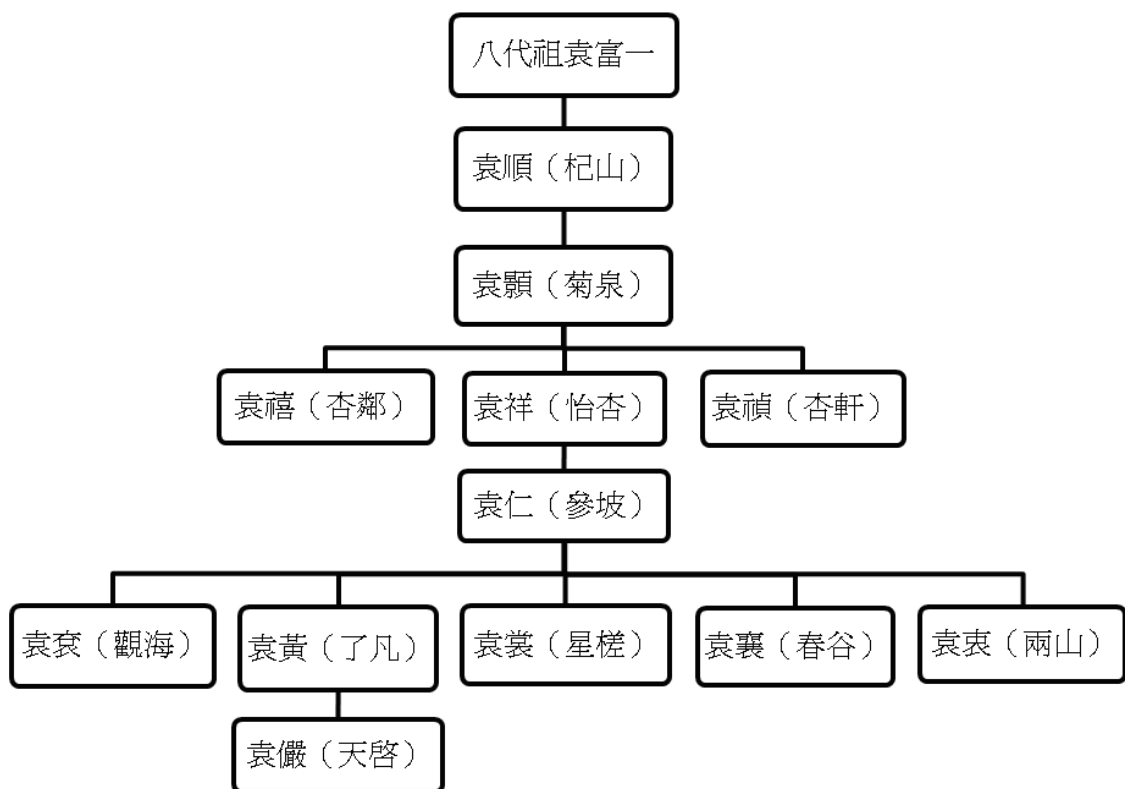 八代祖袁富一
袁順（杞山）
袁顥（菊泉）
袁禧（杏鄰）
袁祥（怡杏）
袁禎（杏軒）
袁仁（參坡）
袁袞（觀海）
袁黃（了凡）
袁裳（星槎）
袁襄（春谷）
袁衷（兩山）
袁儼（天啓）